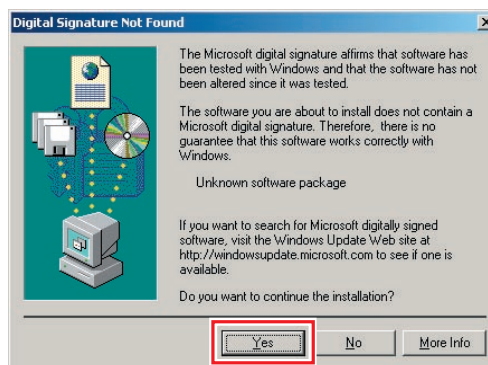 Digital Signature Not Found
The Microsoft digital signature affirms that software has
been tested with Windows and that the software has not
been altered since it was tested.
The software you are about to install does not contain a
Microsoft digital signature. Therefore, there is no
guarantee that this software works correctly with
Windows.
Unknown software package
If you want to search for Microsoft digitally signed
software, visit the Windows Update Web site at
http://windowsupdate.microsoft.com to see if one is
available.
Do you want to continue the installation?
Yes
No
More Info